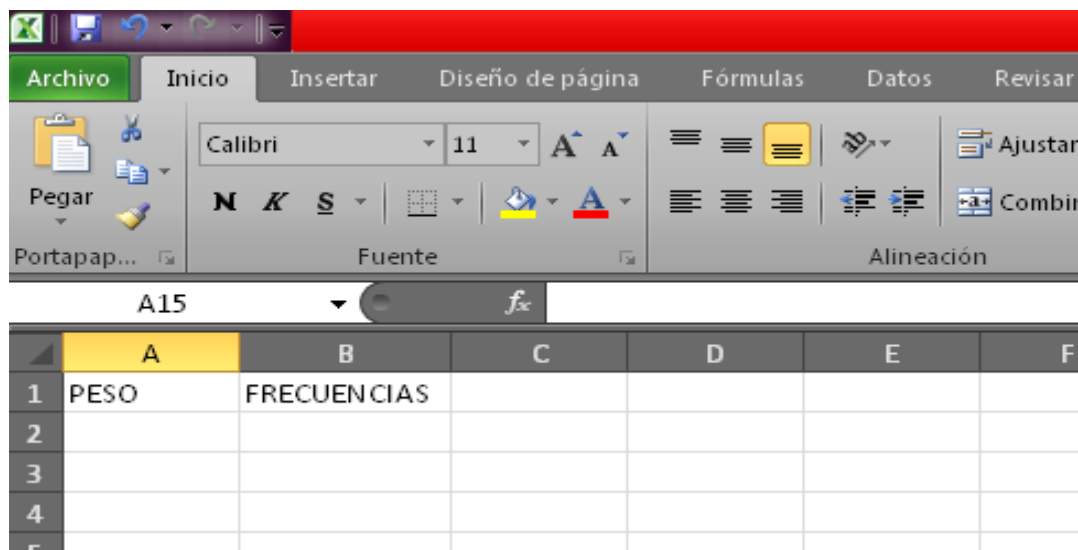 Archivo Inicio Insertar Diseño de página Fórmulas Datos Revisar
Calibri 11 A A
Pegar N K S A Ajustar
Combin
Portapap... Fuente Alineación
A15 fx
A B C D E F
1 PESO FRECUENCIAS
2
3
4
5